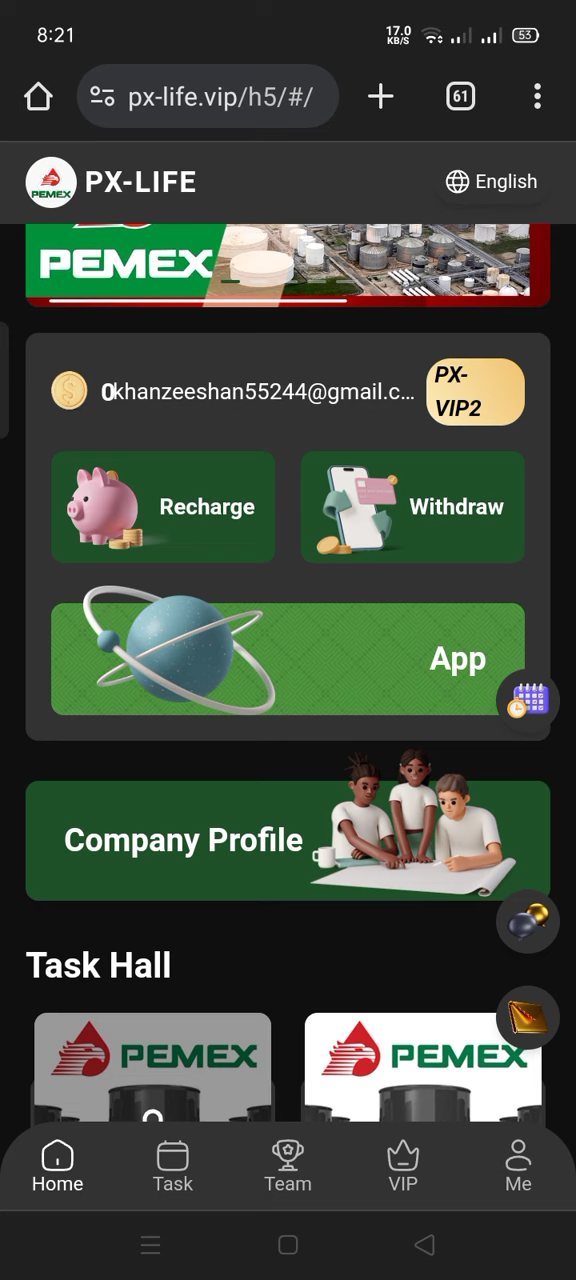 8:21
17.0
KB/S
53
px-life.vip/h5/#/
61
PEMEX
PX-LIFE
English
PEMEX
0khanzeeshan55244@gmail.c...
PX-
VIP2
Recharge
Withdraw
App
Company Profile
Task Hall
PEMEX
PEMEX
Home
Task
Team
VIP
Me